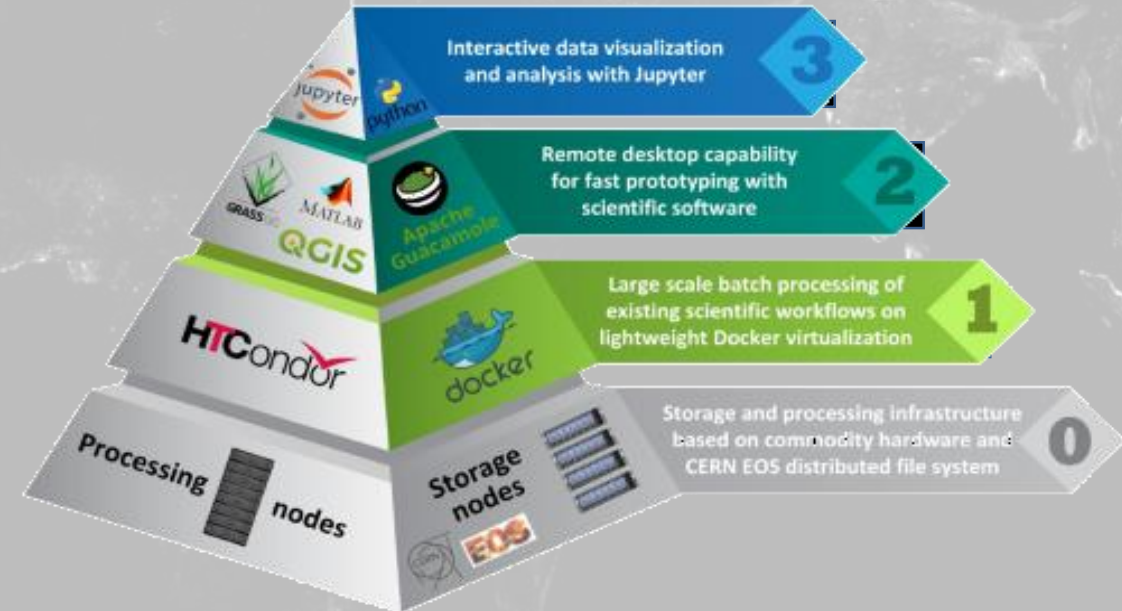 Interactive data visualization
and analysis with Jupyter
3
jupyter
python
Remote desktop capability
for fast prototyping with
scientific software
2
GRASS GIS
MATLAB
QGIS
Apache
Guacamole
Large scale batch processing of
existing scientific workflows on
lightweight Docker virtualization
1
HTCondor
docker
Storage and processing infrastructure
based on commodity hardware and
CERN EOS distributed file system
0
Processing
nodes
Storage
nodes
CERN
EOS